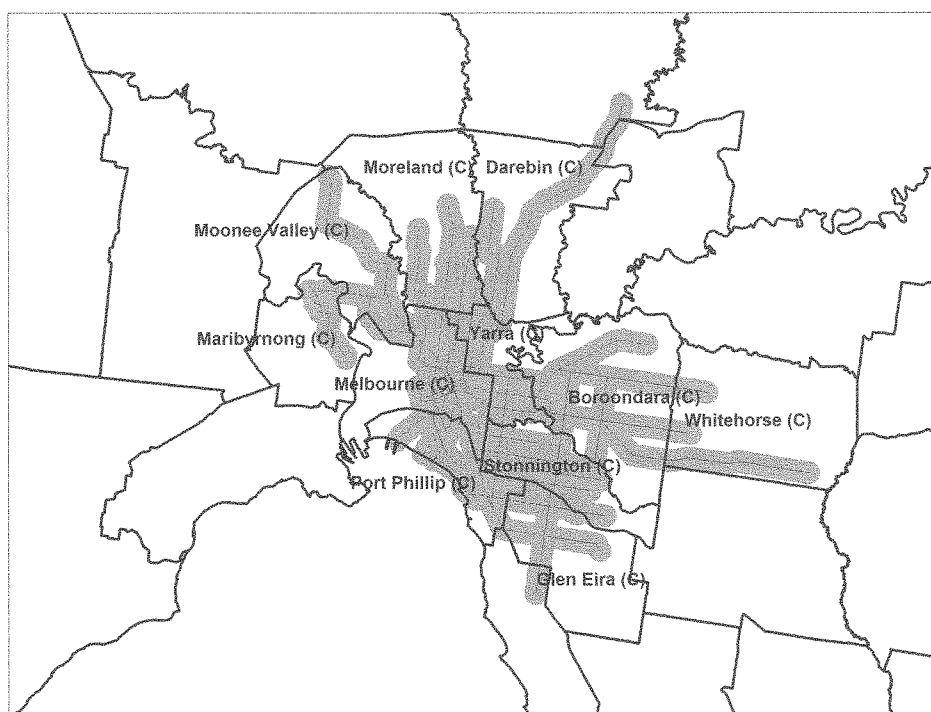 Moreland (C)
Darebin (C)
Moonee Valley (C)
Maribyrnong (C)
Yarra (C)
Melbourne (C)
Boroondara (C)
Whitehorse (C)
Stonnington (C)
Port Phillip (C)
Glen Eira (C)